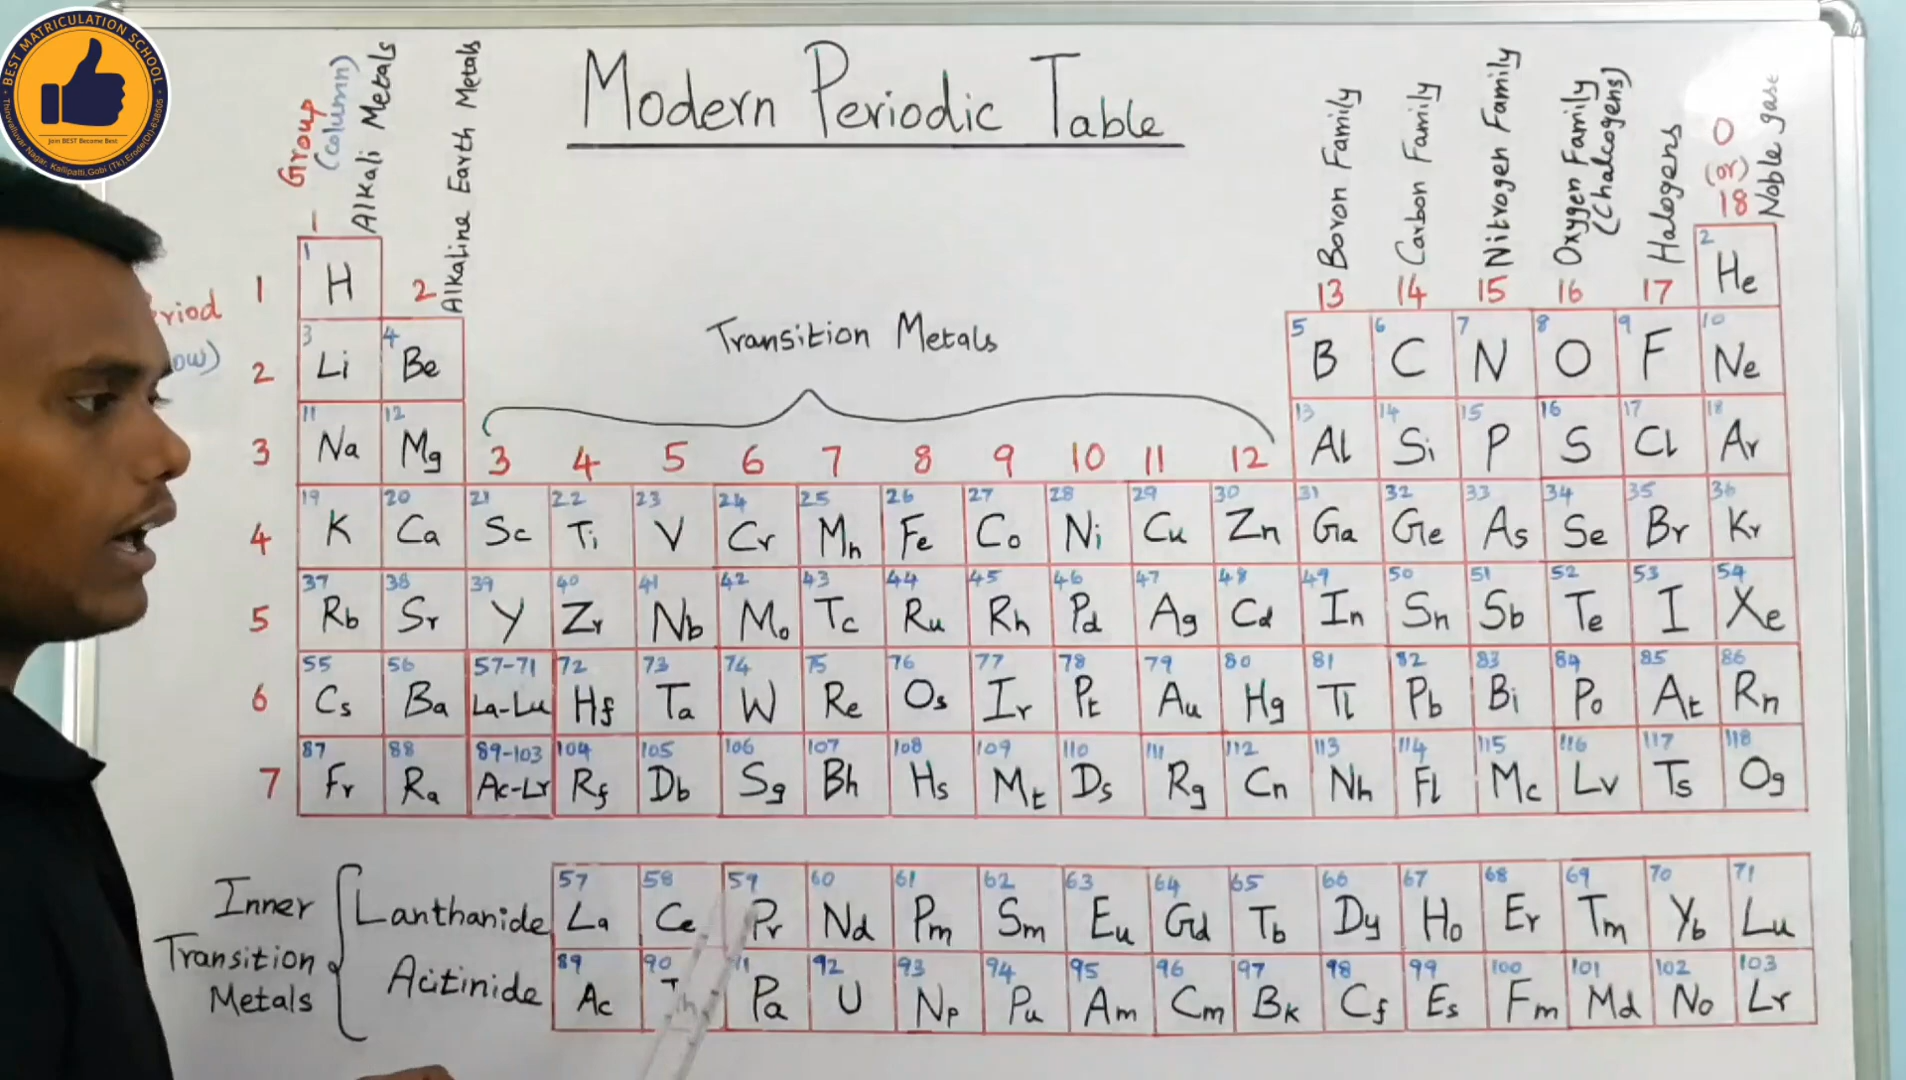 BEST MATRICULATION SCHOOL
Join BEST Become Best
Thiruvalluvar Nagar, Kallipatti, Gobi (Tk), Erode(Dt)-638505
Modern Periodic Table
Group
(column)
Alkali Metals
Alkaline Earth Metals
Boron Family
Carbon Family
Nitrogen Family
Oxygen Family
(Chalcogens)
Halogens
0
(or)
18
Noble gase
1
2
13 14 15 16 17
Transition Metals
3 4 5 6 7 8 9 10 11 12
riod
ow)
1
1 H 2 He
2
3 Li 4 Be 5 B 6 C 7 N 8 O 9 F 10 Ne
3
11 Na 12 Mg 13 Al 14 Si 15 P 16 S 17 Cl 18 Ar
4
19 K 20 Ca 21 Sc 22 Ti 23 V 24 Cr 25 Mn 26 Fe 27 Co 28 Ni 29 Cu 30 Zn 31 Ga 32 Ge 33 As 34 Se 35 Br 36 Kr
5
37 Rb 38 Sr 39 Y 40 Zr 41 Nb 42 Mo 43 Tc 44 Ru 45 Rh 46 Pd 47 Ag 48 Cd 49 In 50 Sn 51 Sb 52 Te 53 I 54 Xe
6
55 Cs 56 Ba 57-71 La-Lu 72 Hf 73 Ta 74 W 75 Re 76 Os 77 Ir 78 Pt 79 Au 80 Hg 81 Tl 82 Pb 83 Bi 84 Po 85 At 86 Rn
7
87 Fr 88 Ra 89-103 Ac-Lr 104 Rf 105 Db 106 Sg 107 Bh 108 Hs 109 Mt 110 Ds 111 Rg 112 Cn 113 Nh 114 Fl 115 Mc 116 Lv 117 Ts 118 Og
Inner
Transition
Metals
Lanthanide
57 La 58 Ce 59 Pr 60 Nd 61 Pm 62 Sm 63 Eu 64 Gd 65 Tb 66 Dy 67 Ho 68 Er 69 Tm 70 Yb 71 Lu
Acitinide
89 Ac 90 Th 91 Pa 92 U 93 Np 94 Pu 95 Am 96 Cm 97 Bk 98 Cf 99 Es 100 Fm 101 Md 102 No 103 Lr